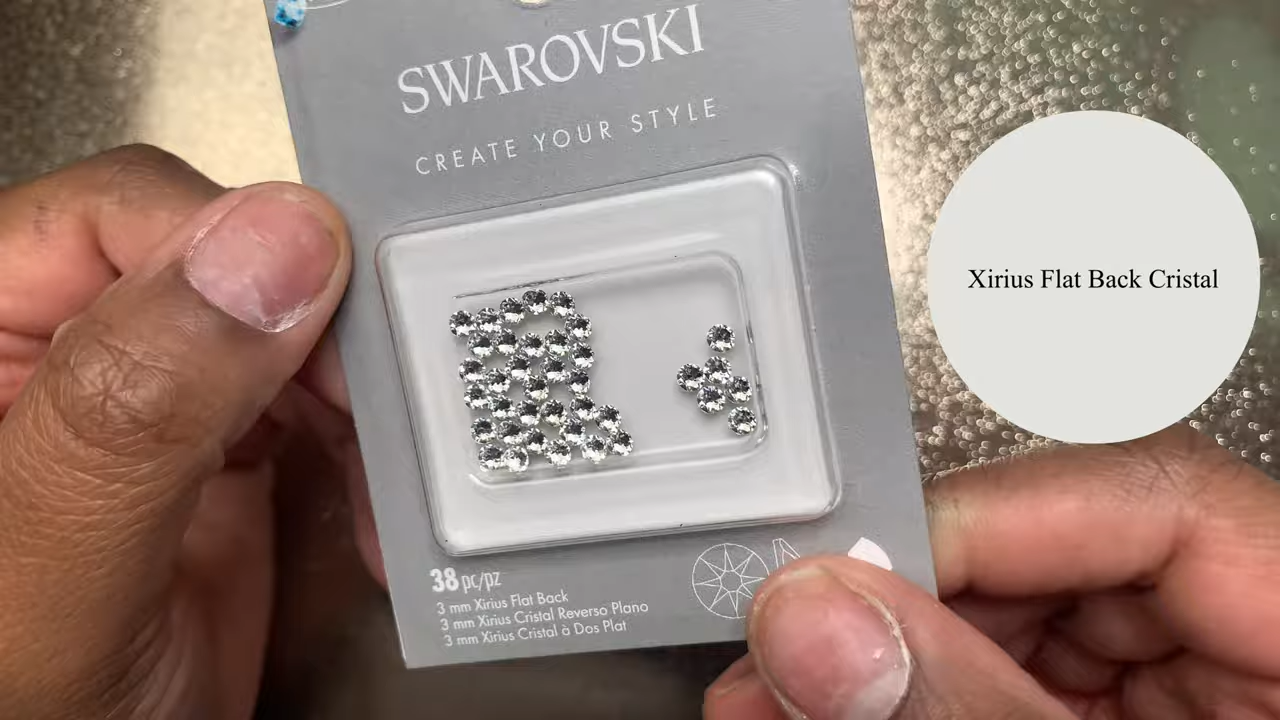 SWAROVSKI
CREATE YOUR STYLE
Xirius Flat Back Cristal
38 pc/pz
3 mm Xirius Flat Back
3 mm Xirius Cristal Reverso Plano
3 mm Xirius Cristal à Dos Plat